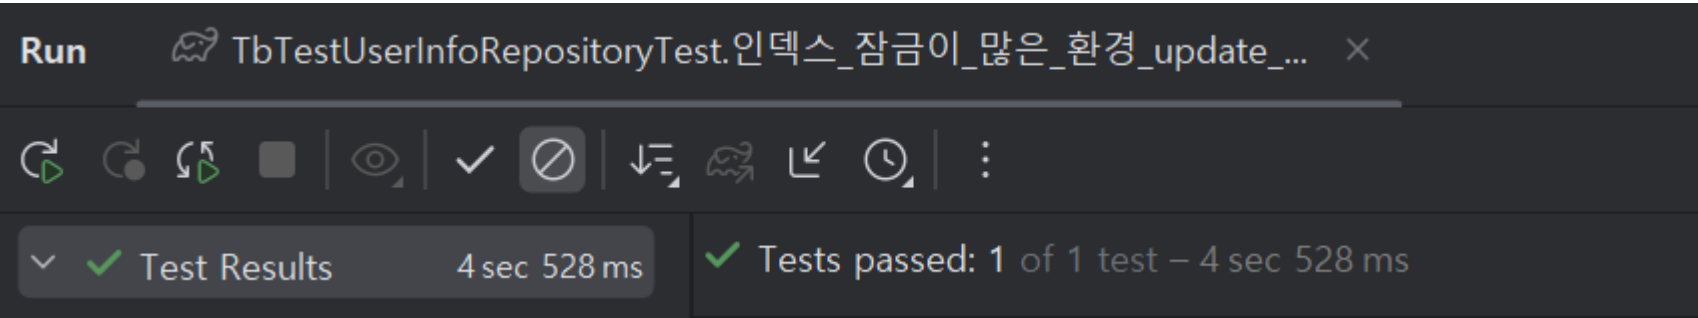 Run TbTestUserInfoRepositoryTest.인덱스_잠금이_많은_환경_update_...
Test Results 4 sec 528 ms
Tests passed: 1 of 1 test – 4 sec 528 ms